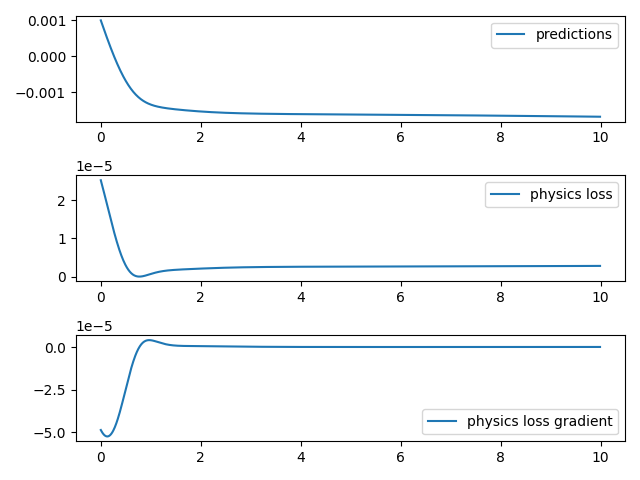 0.001
predictions
0.000
−0.001
0 2 4 6 8 10
1e−5
physics loss
2
1
0
0 2 4 6 8 10
1e−5
0.0
−2.5
physics loss gradient
−5.0
0 2 4 6 8 10